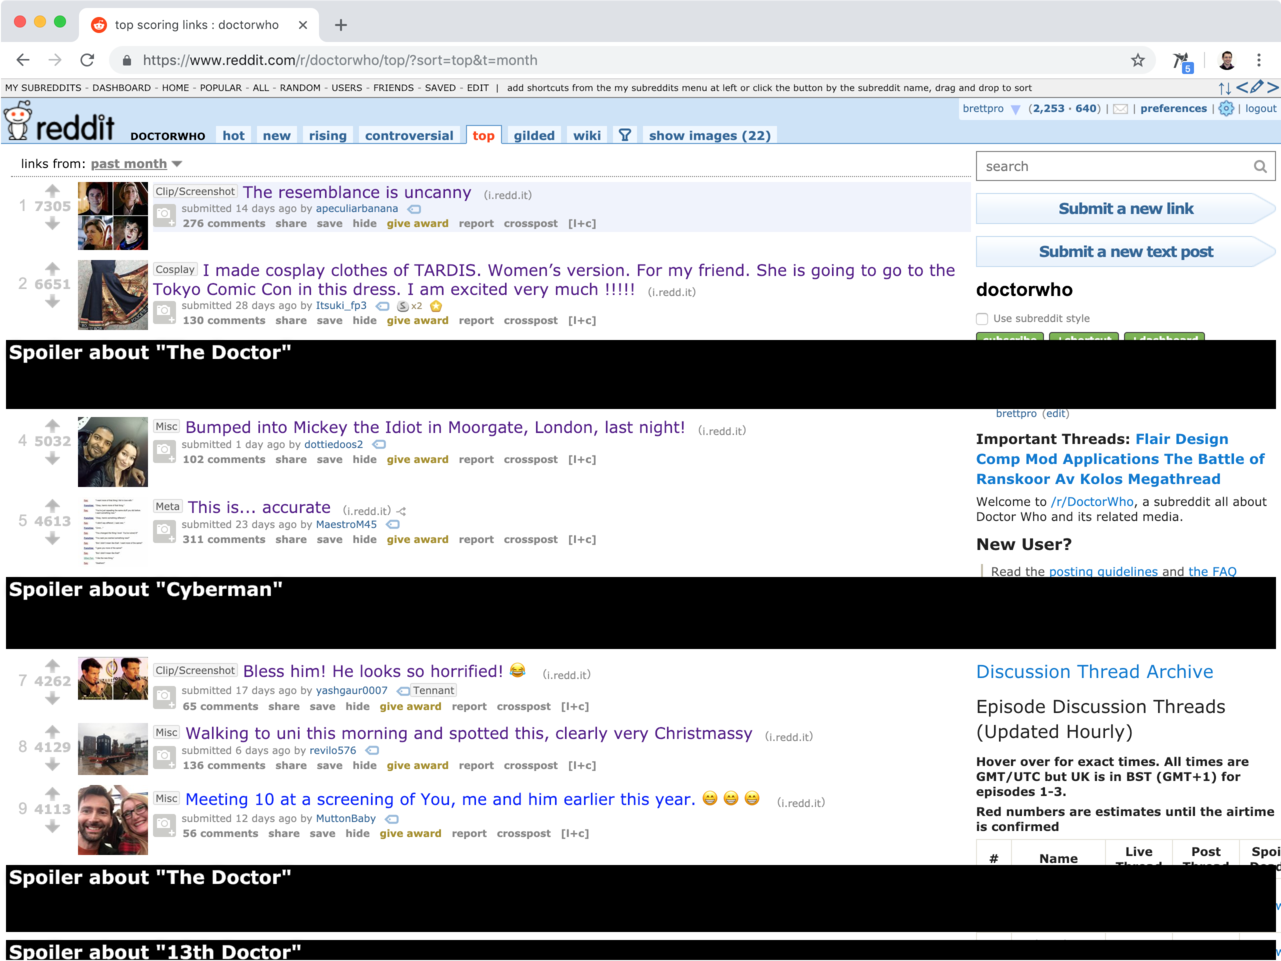 top scoring links : doctorwho
https://www.reddit.com/r/doctorwho/top/?sort=top&t=month
5
MY SUBREDDITS - DASHBOARD - HOME - POPULAR - ALL - RANDOM - USERS - FRIENDS - SAVED - EDIT | add shortcuts from the my subreddits menu at left or click the button by the subreddit name, drag and drop to sort
reddit DOCTORWHO hot new rising controversial top gilded wiki show images (22)
brettpro (2,253 · 640) | | preferences | | logout
links from: past month
1 7305
Clip/Screenshot The resemblance is uncanny (i.redd.it)
submitted 14 days ago by apeculiarbanana
276 comments share save hide give award report crosspost [l+c]
2 6651
Cosplay I made cosplay clothes of TARDIS. Women's version. For my friend. She is going to go to the
Tokyo Comic Con in this dress. I am excited very much !!!!! (i.redd.it)
submitted 28 days ago by Itsuki_fp3 x2
130 comments share save hide give award report crosspost [l+c]
Spoiler about "The Doctor"
4 5032
Misc Bumped into Mickey the Idiot in Moorgate, London, last night! (i.redd.it)
submitted 1 day ago by dottiedoos2
102 comments share save hide give award report crosspost [l+c]
5 4613
Meta This is... accurate (i.redd.it)
submitted 23 days ago by MaestroM45
311 comments share save hide give award report crosspost [l+c]
Spoiler about "Cyberman"
7 4262
Clip/Screenshot Bless him! He looks so horrified! 😂 (i.redd.it)
submitted 17 days ago by yashgaur0007 Tennant
65 comments share save hide give award report crosspost [l+c]
8 4129
Misc Walking to uni this morning and spotted this, clearly very Christmassy (i.redd.it)
submitted 6 days ago by revilo576
136 comments share save hide give award report crosspost [l+c]
9 4113
Misc Meeting 10 at a screening of You, me and him earlier this year. 😁 😁 😁 (i.redd.it)
submitted 12 days ago by MuttonBaby
56 comments share save hide give award report crosspost [l+c]
Spoiler about "The Doctor"
Spoiler about "13th Doctor"
search
Submit a new link
Submit a new text post
doctorwho
Use subreddit style
brettpro (edit)
Important Threads: Flair Design
Comp Mod Applications The Battle of
Ranskoor Av Kolos Megathread
Welcome to /r/DoctorWho, a subreddit all about
Doctor Who and its related media.
New User?
Read the posting guidelines and the FAQ
Discussion Thread Archive
Episode Discussion Threads
(Updated Hourly)
Hover over for exact times. All times are
GMT/UTC but UK is in BST (GMT+1) for
episodes 1-3.
Red numbers are estimates until the airtime
is confirmed
# Name Live Post Spoi
Thread Thread